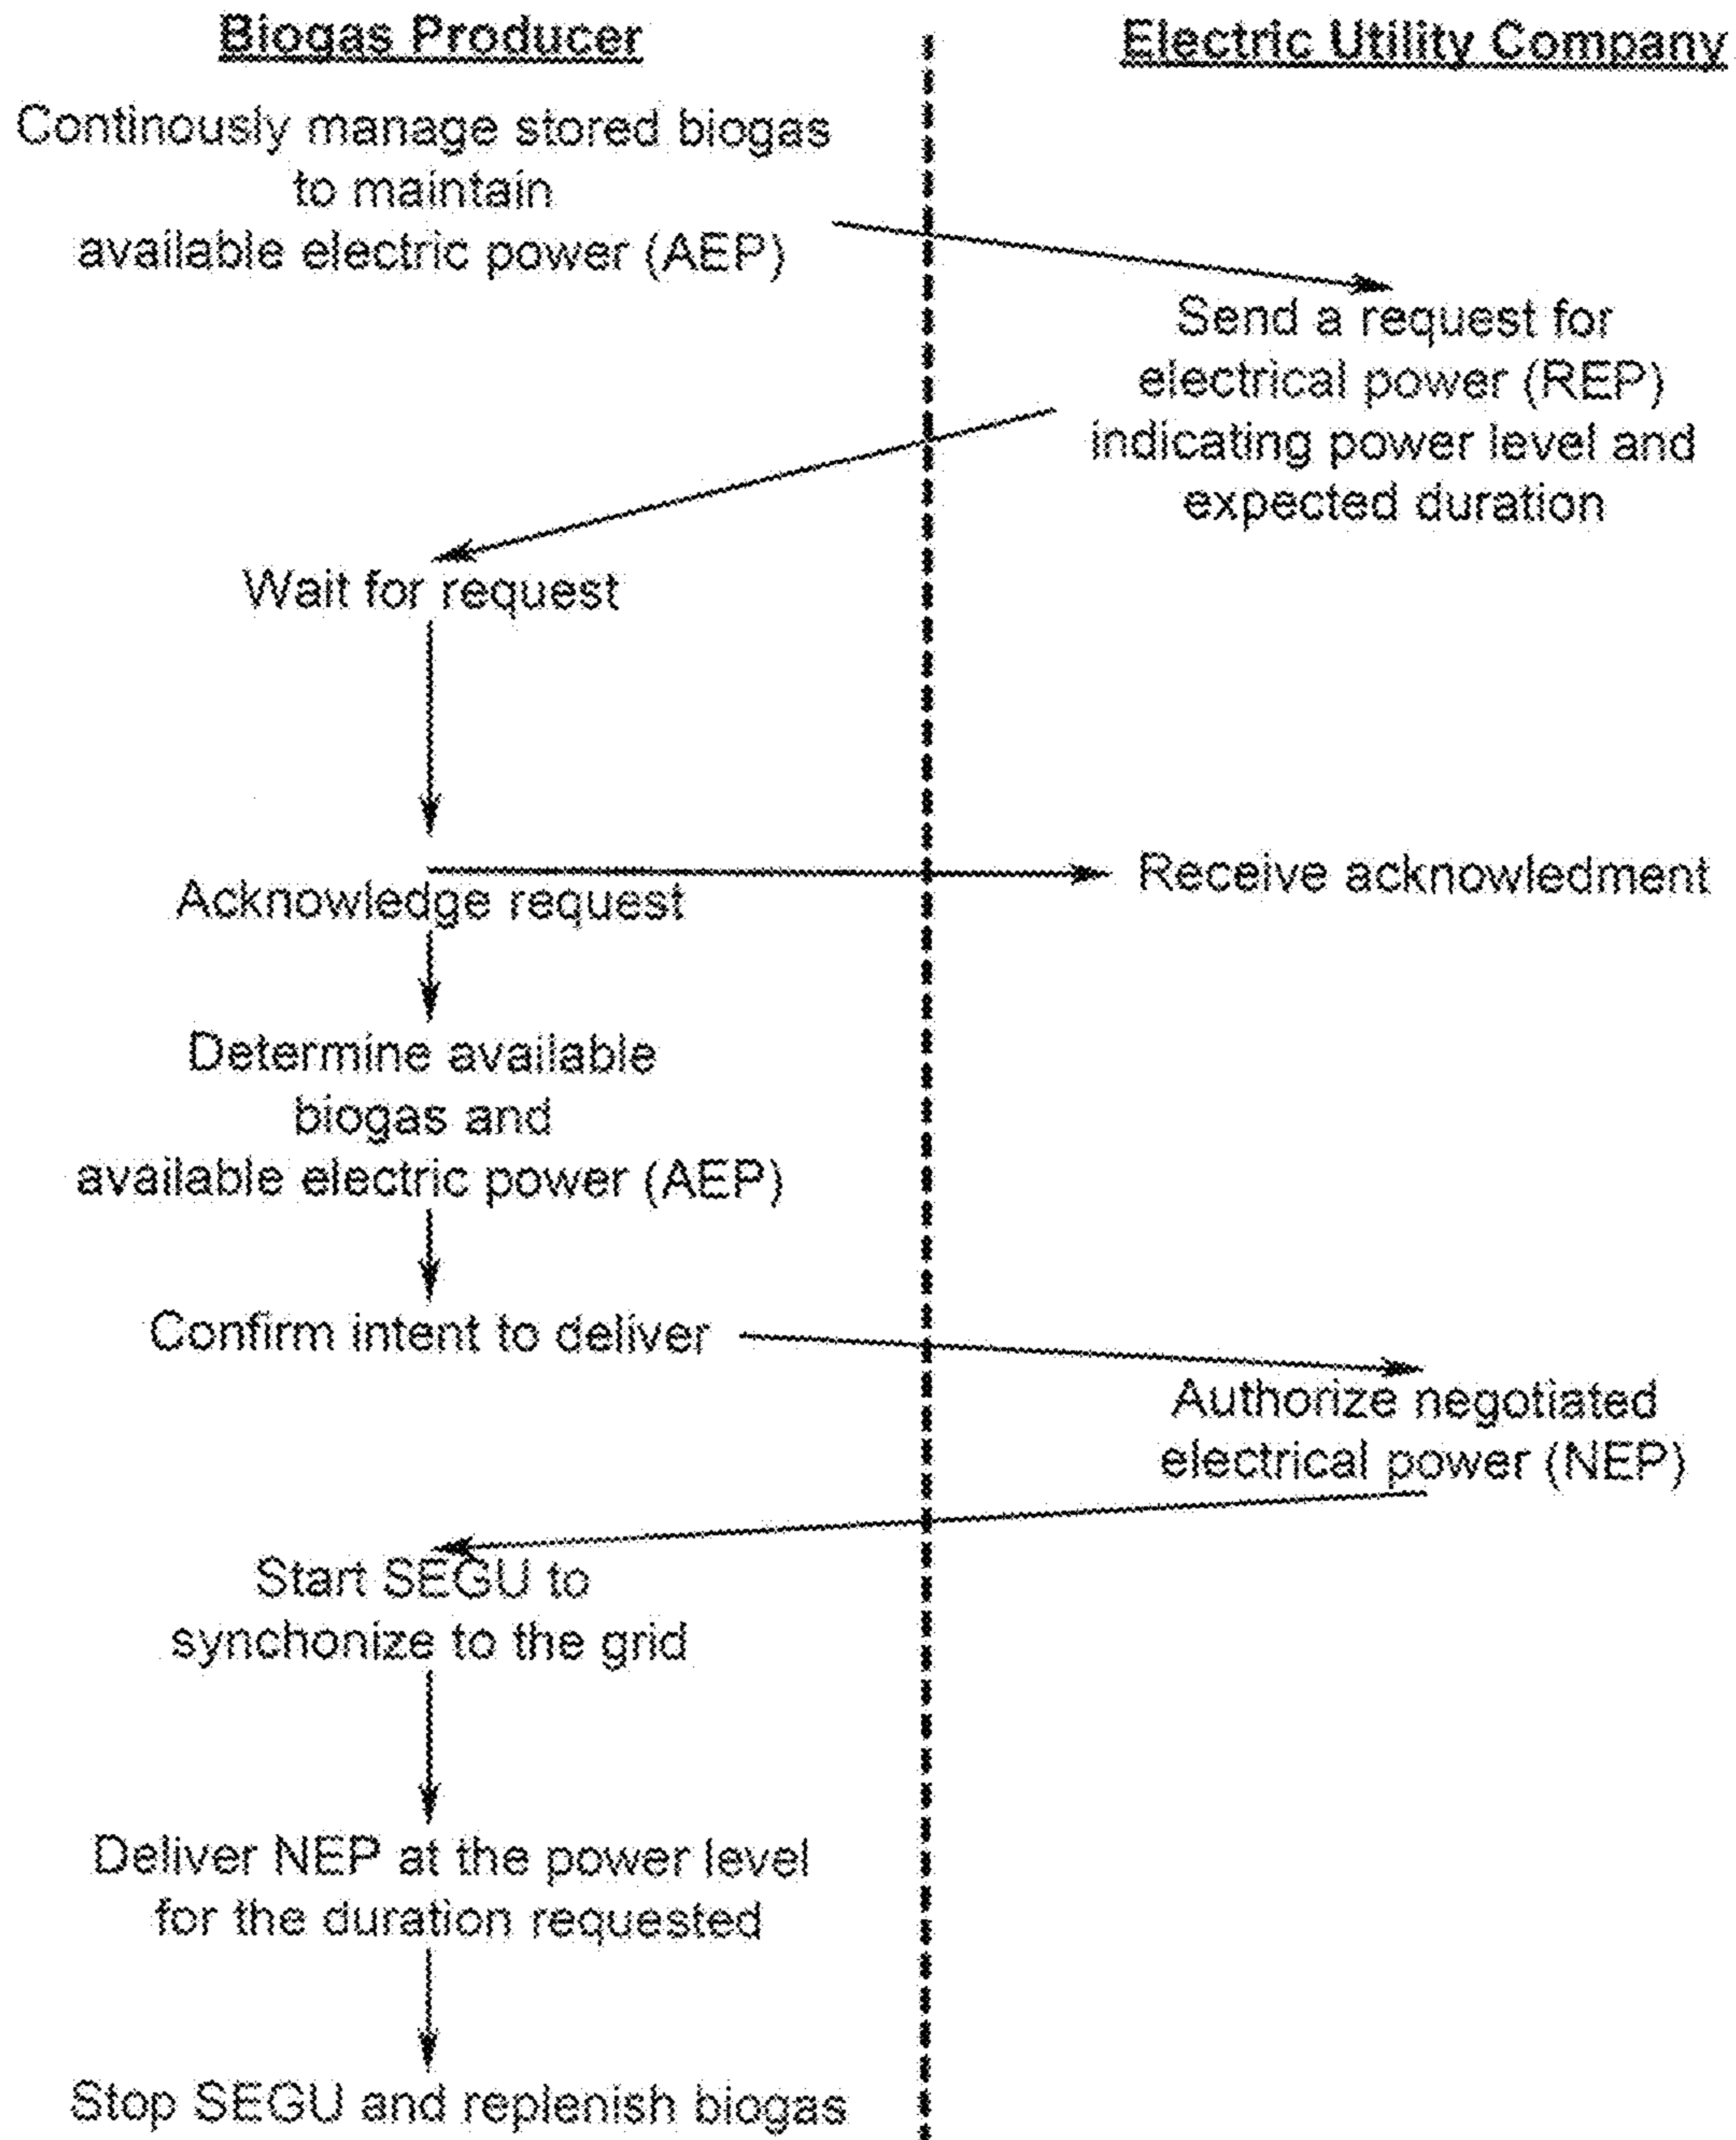 Biogas Producer
Electric Utility Company
Continously manage stored biogas
to maintain
available electric power (AEP)
Send a request for
electrical power (REP)
indicating power level and
expected duration
Wait for request
Acknowledge request
Receive acknowledment
Determine available
biogas and
available electric power (AEP)
Confirm intent to deliver
Authorize negotiated
electrical power (NEP)
Start SEGU to
synchonize to the grid
Deliver NEP at the power level
for the duration requested
Stop SEGU and replenish biogas